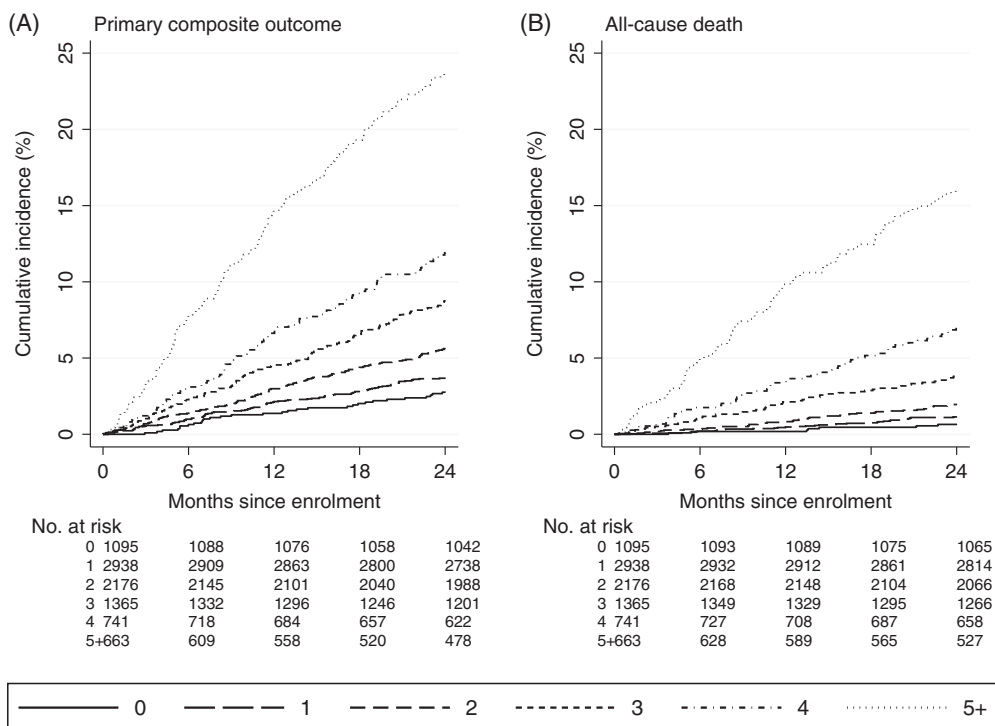 (A) Primary composite outcome
25
20
15
10
5
0
Cumulative incidence (%)
0 6 12 18 24
Months since enrolment
No. at risk
0 1095 1088 1076 1058 1042
1 2938 2909 2863 2800 2738
2 2176 2145 2101 2040 1988
3 1365 1332 1296 1246 1201
4 741 718 684 657 622
5+663 609 558 520 478
(B) All-cause death
25
20
15
10
5
0
Cumulative incidence (%)
0 6 12 18 24
Months since enrolment
No. at risk
0 1095 1093 1089 1075 1065
1 2938 2932 2912 2861 2814
2 2176 2168 2148 2104 2066
3 1365 1349 1329 1295 1266
4 741 727 708 687 658
5+663 628 589 565 527
0 1 2 3 4 5+